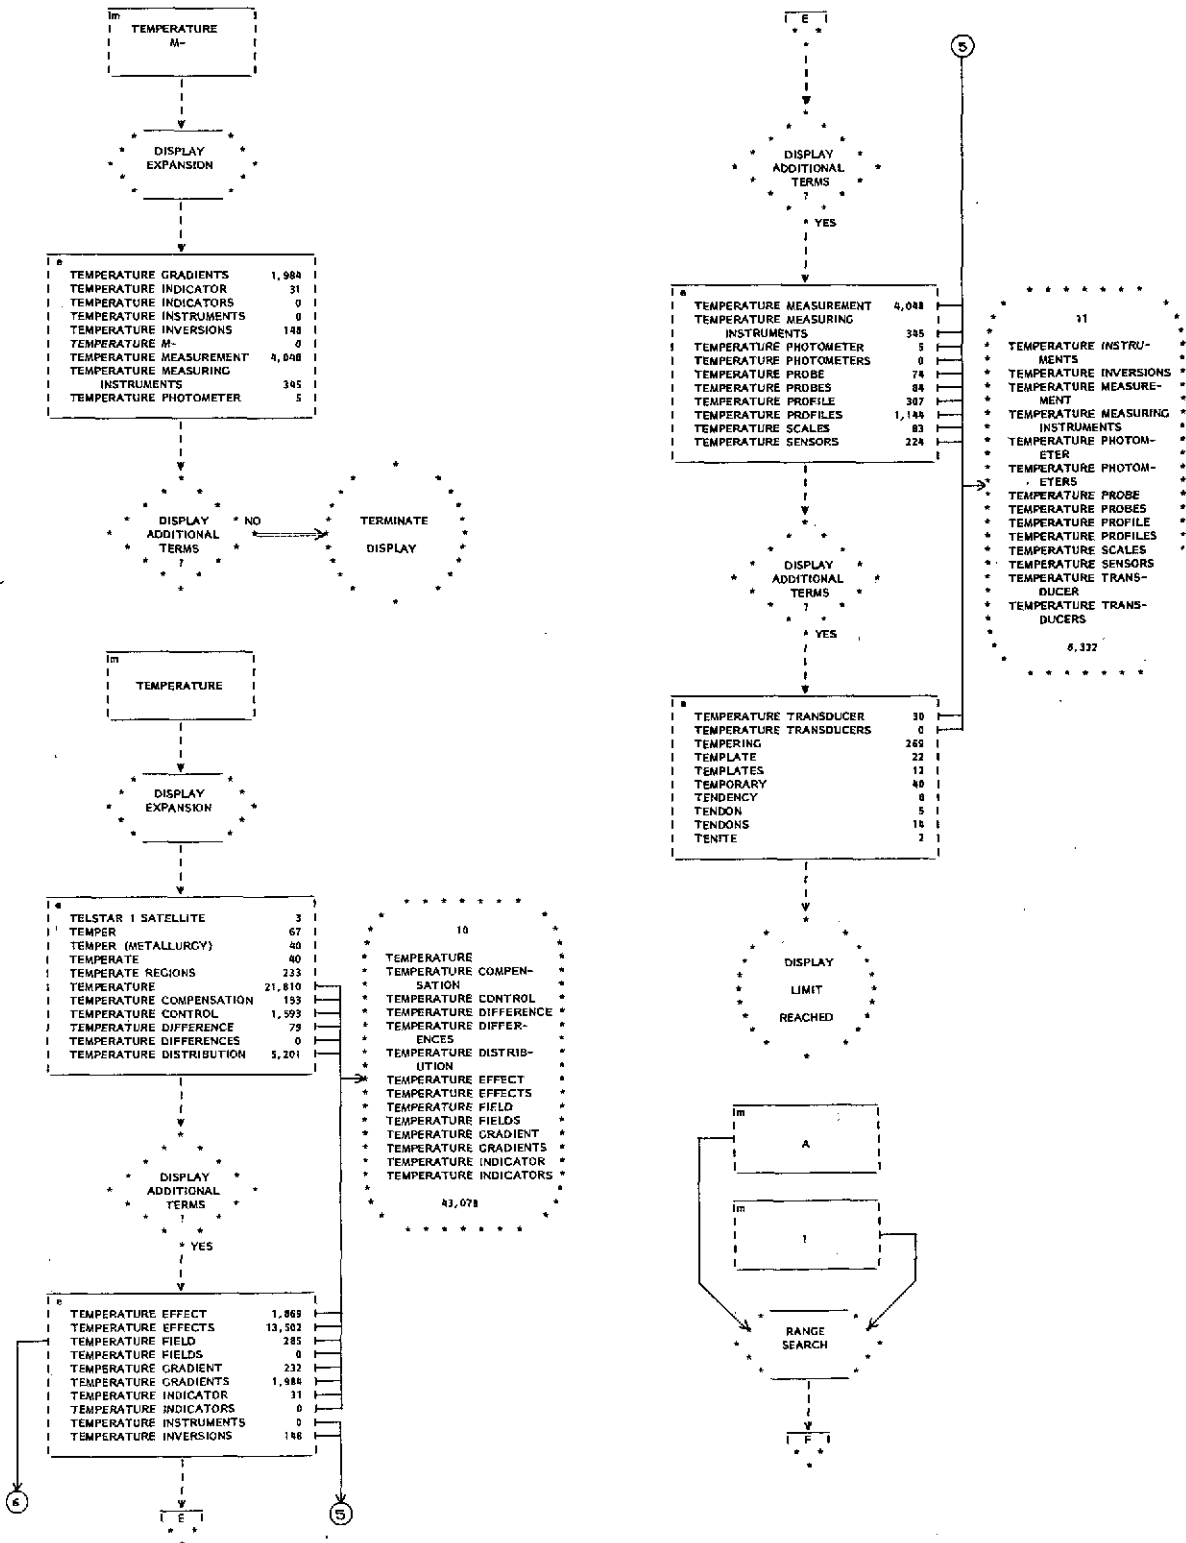 m
TEMPERATURE
M-
DISPLAY
EXPANSION
e
TEMPERATURE GRADIENTS 1,984
TEMPERATURE INDICATOR 31
TEMPERATURE INDICATORS 0
TEMPERATURE INSTRUMENTS 0
TEMPERATURE INVERSIONS 148
TEMPERATURE M- 0
TEMPERATURE MEASUREMENT 4,048
TEMPERATURE MEASURING
INSTRUMENTS 345
TEMPERATURE PHOTOMETER 5
DISPLAY
ADDITIONAL
TERMS
?
NO
TERMINATE
DISPLAY
m
TEMPERATURE
DISPLAY
EXPANSION
e
TELSTAR 1 SATELLITE 3
TEMPER 67
TEMPER (METALLURGY) 40
TEMPERATE 40
TEMPERATE REGIONS 233
TEMPERATURE 21,810
TEMPERATURE COMPENSATION 193
TEMPERATURE CONTROL 1,593
TEMPERATURE DIFFERENCE 79
TEMPERATURE DIFFERENCES 0
TEMPERATURE DISTRIBUTION 5,201
10
TEMPERATURE
TEMPERATURE COMPEN-
SATION
TEMPERATURE CONTROL
TEMPERATURE DIFFERENCE
TEMPERATURE DIFFER-
ENCES
TEMPERATURE DISTRIB-
UTION
TEMPERATURE EFFECT
TEMPERATURE EFFECTS
TEMPERATURE FIELD
TEMPERATURE FIELDS
TEMPERATURE GRADIENT
TEMPERATURE GRADIENTS
TEMPERATURE INDICATOR
TEMPERATURE INDICATORS
43,078
DISPLAY
ADDITIONAL
TERMS
?
YES
e
TEMPERATURE EFFECT 1,869
TEMPERATURE EFFECTS 13,502
TEMPERATURE FIELD 285
TEMPERATURE FIELDS 0
TEMPERATURE GRADIENT 232
TEMPERATURE GRADIENTS 1,984
TEMPERATURE INDICATOR 31
TEMPERATURE INDICATORS 0
TEMPERATURE INSTRUMENTS 0
TEMPERATURE INVERSIONS 148
6
E
5
E
5
DISPLAY
ADDITIONAL
TERMS
?
YES
e
TEMPERATURE MEASUREMENT 4,048
TEMPERATURE MEASURING
INSTRUMENTS 345
TEMPERATURE PHOTOMETER 5
TEMPERATURE PHOTOMETERS 0
TEMPERATURE PROBE 74
TEMPERATURE PROBES 84
TEMPERATURE PROFILE 307
TEMPERATURE PROFILES 1,144
TEMPERATURE SCALES 83
TEMPERATURE SENSORS 224
11
TEMPERATURE INSTRU-
MENTS
TEMPERATURE INVERSIONS
TEMPERATURE MEASURE-
MENT
TEMPERATURE MEASURING
INSTRUMENTS
TEMPERATURE PHOTOM-
ETER
TEMPERATURE PHOTOM-
ETERS
TEMPERATURE PROBE
TEMPERATURE PROBES
TEMPERATURE PROFILE
TEMPERATURE PROFILES
TEMPERATURE SCALES
TEMPERATURE SENSORS
TEMPERATURE TRANS-
DUCER
TEMPERATURE TRANS-
DUCERS
6,332
DISPLAY
ADDITIONAL
TERMS
?
YES
e
TEMPERATURE TRANSDUCER 30
TEMPERATURE TRANSDUCERS 0
TEMPERING 269
TEMPLATE 22
TEMPLATES 12
TEMPORARY 40
TENDENCY 8
TENDON 5
TENDONS 14
TENITE 2
DISPLAY
LIMIT
REACHED
m
A
m
RANGE
SEARCH
F